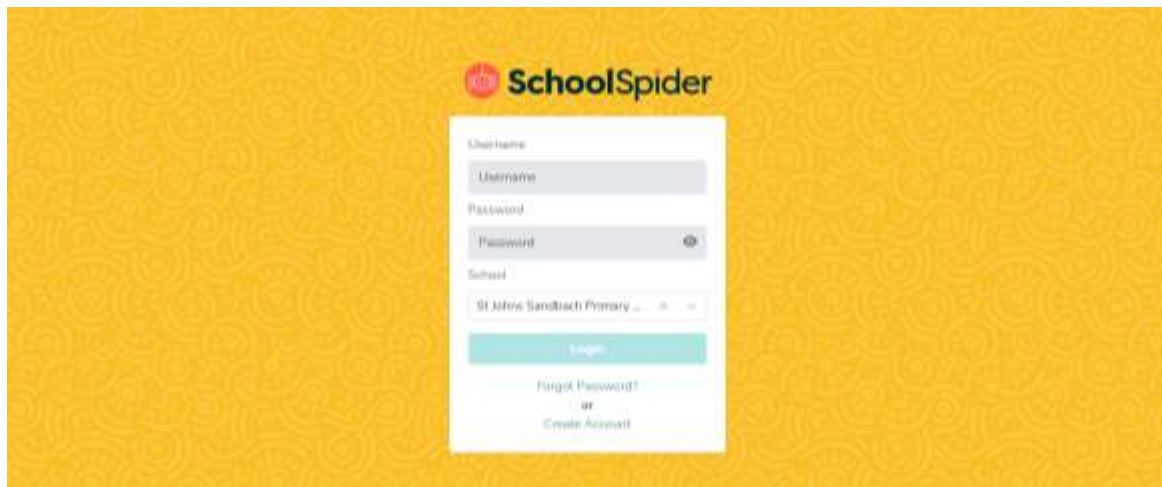 SchoolSpider
Username
Username
Password
Password
School
St Johns Sandbach Primary ...
Login
Forgot Password?
or
Create Account